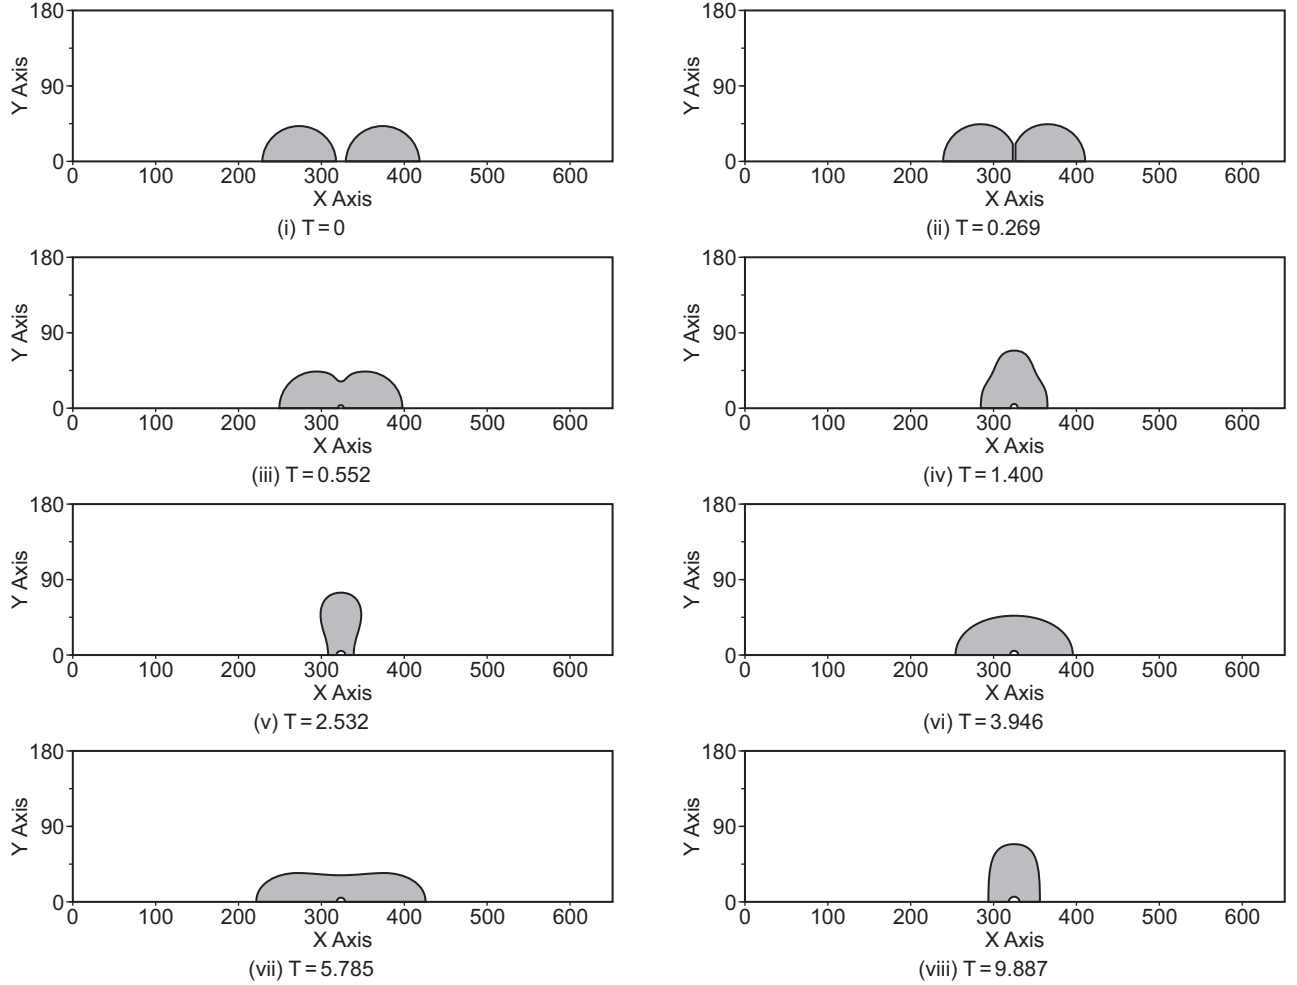 180
90
0
Y Axis
0 100 200 300 400 500 600
X Axis
(i) T=0
180
90
0
Y Axis
0 100 200 300 400 500 600
X Axis
(ii) T=0.269
180
90
0
Y Axis
0 100 200 300 400 500 600
X Axis
(iii) T=0.552
180
90
0
Y Axis
0 100 200 300 400 500 600
X Axis
(iv) T=1.400
180
90
0
Y Axis
0 100 200 300 400 500 600
X Axis
(v) T=2.532
180
90
0
Y Axis
0 100 200 300 400 500 600
X Axis
(vi) T=3.946
180
90
0
Y Axis
0 100 200 300 400 500 600
X Axis
(vii) T=5.785
180
90
0
Y Axis
0 100 200 300 400 500 600
X Axis
(viii) T=9.887